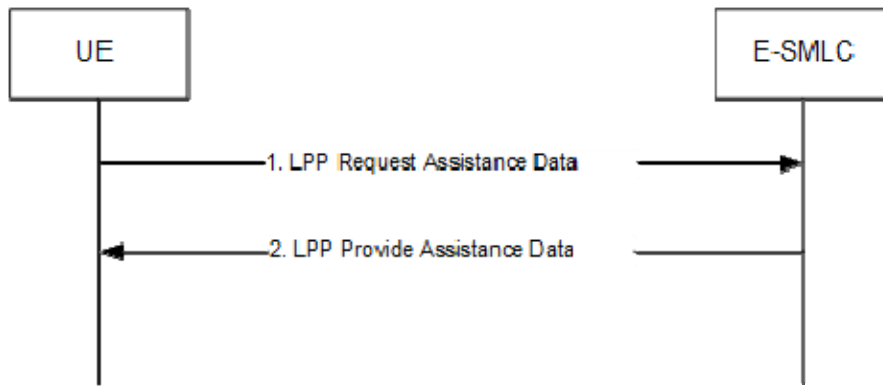 UE
E-SMLC
1. LPP Request Assistance Data
2. LPP Provide Assistance Data